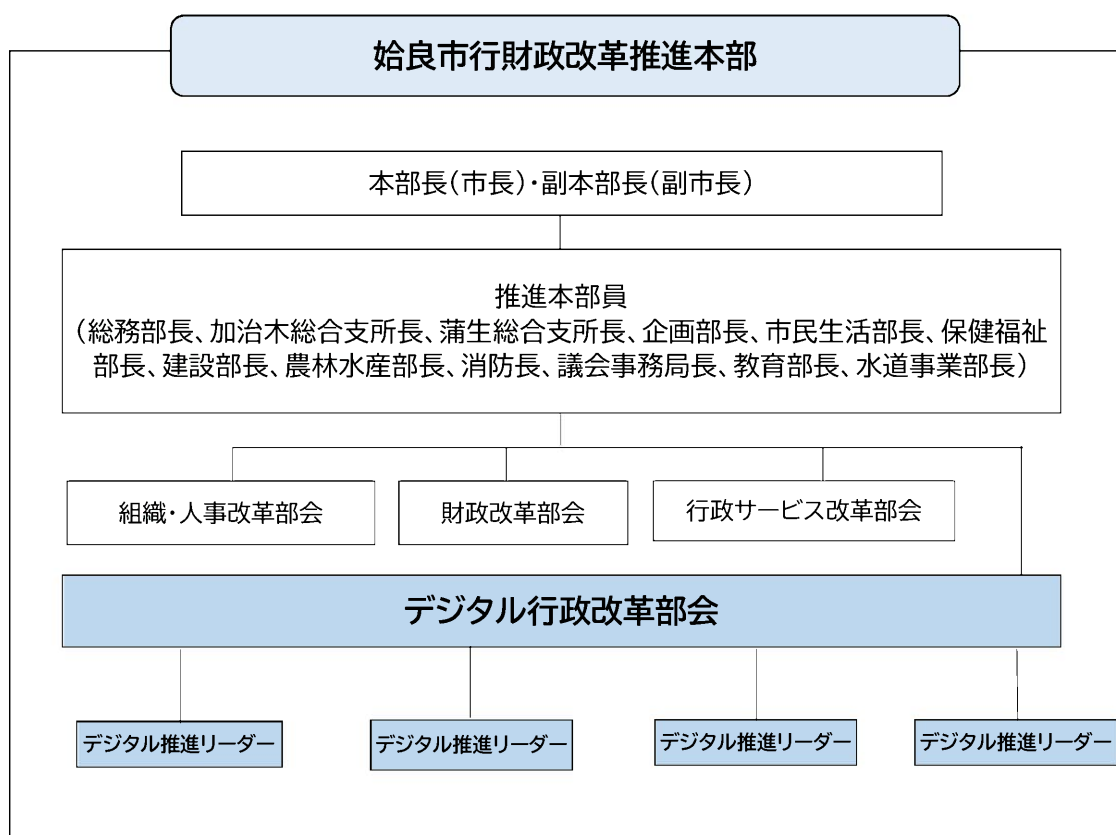 姶良市行財政改革推進本部
本部長(市長)・副本部長(副市長)
推進本部員
(総務部長、加治木総合支所長、蒲生総合支所長、企画部長、市民生活部長、保健福祉
部長、建設部長、農林水産部長、消防長、議会事務局長、教育部長、水道事業部長)
組織・人事改革部会
財政改革部会
行政サービス改革部会
デジタル行政改革部会
デジタル推進リーダー
デジタル推進リーダー
デジタル推進リーダー
デジタル推進リーダー